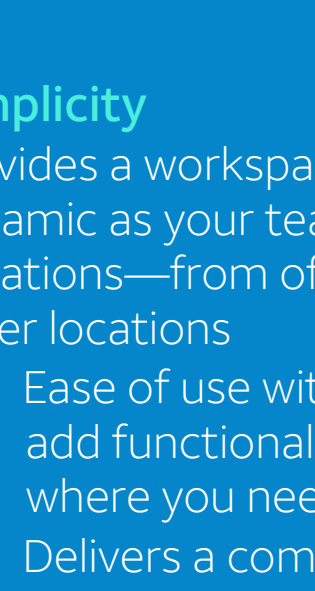 nplicity
vides a workspa
amic as your tea
ations—from of
er locations
Ease of use wit
add functional
where you nee
Delivers a com